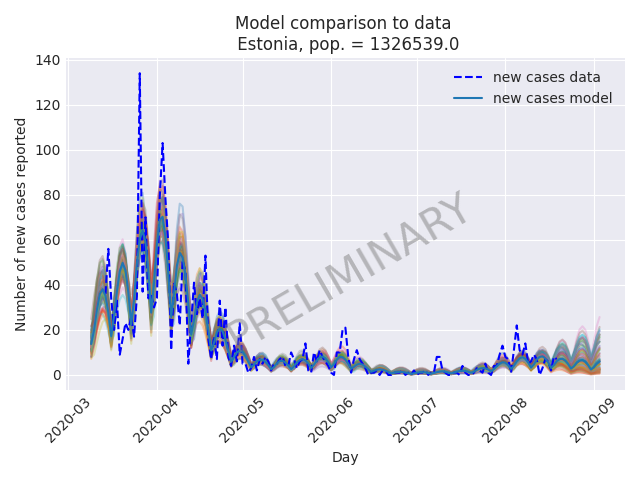 Model comparison to data
Estonia, pop. = 1326539.0
140
120
100
80
60
40
20
0
Number of new cases reported
new cases data
new cases model
PRELIMINARY
2020-03
2020-04
2020-05
2020-06
2020-07
2020-08
2020-09
Day